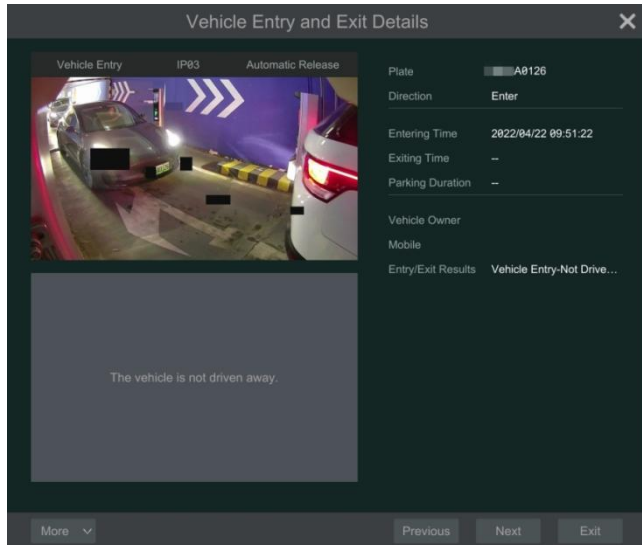 Vehicle Entry and Exit Details
Vehicle Entry IP03 Automatic Release
Plate A0126
Direction Enter
Entering Time 2022/04/22 09:51:22
Exiting Time --
Parking Duration --
Vehicle Owner
Mobile
Entry/Exit Results Vehicle Entry-Not Drive...
The vehicle is not driven away.
More Previous Next Exit